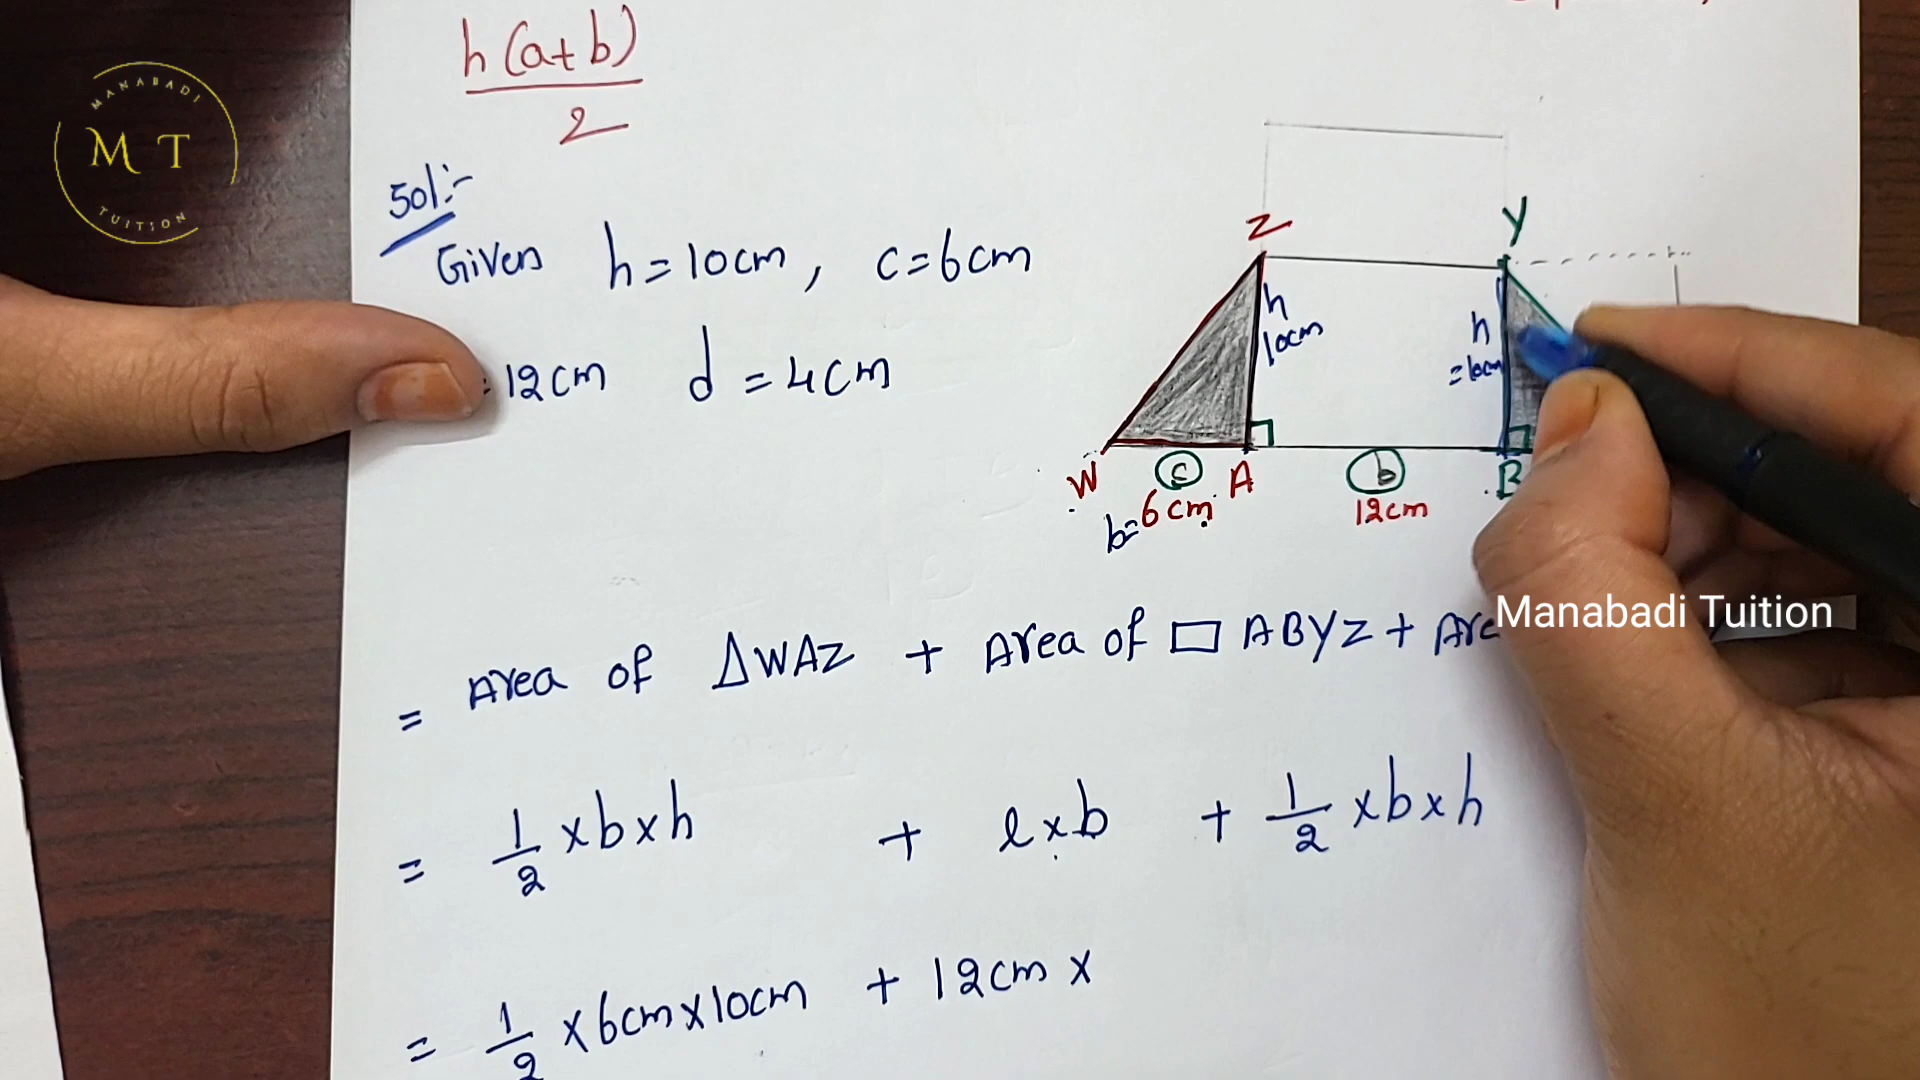 h(a+b)
2
MANABADI
M T
TUITION
Sol:-
Given h=10cm, c=6cm
=12cm d=4cm
Z
Y
h
10cm
h
=10cm
W
c
A
b
B
b=6cm
12cm
Manabadi Tuition
= Area of ΔWAZ + Area of □ ABYZ +
= 1/2 ×b×h + l×b + 1/2 ×b×h
= 1/2 ×6cm×10cm + 12cm ×